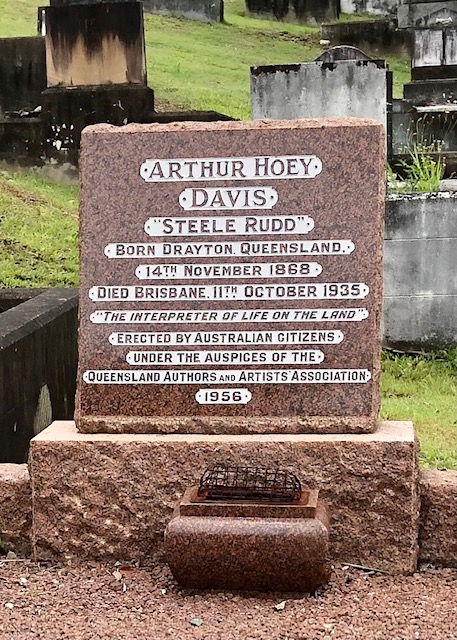 ARTHUR HOEY
DAVIS
"STEELE RUDD"
BORN DRAYTON, QUEENSLAND,
14TH NOVEMBER 1868
DIED BRISBANE, 11TH OCTOBER 1935
"THE INTERPRETER OF LIFE ON THE LAND"
ERECTED BY AUSTRALIAN CITIZENS
UNDER THE AUSPICES OF THE
QUEENSLAND AUTHORS AND ARTISTS ASSOCIATION
1956